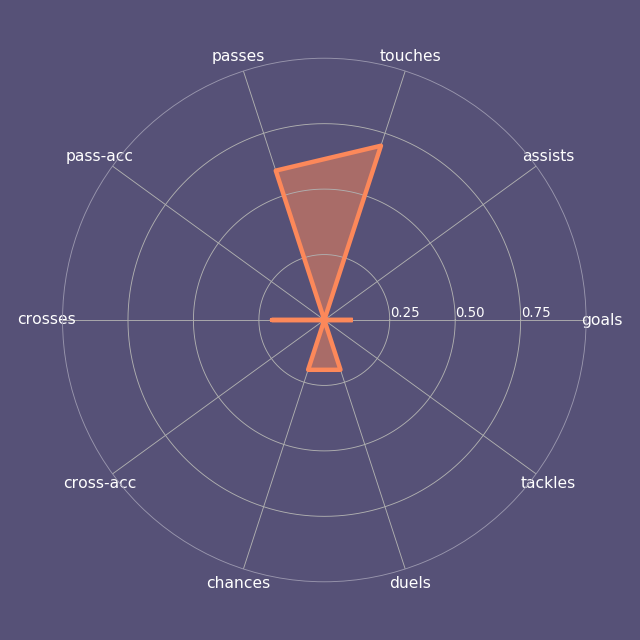 passes touches
pass-acc assists
crosses 0.25 0.50 0.75 goals
cross-acc tackles
chances duels